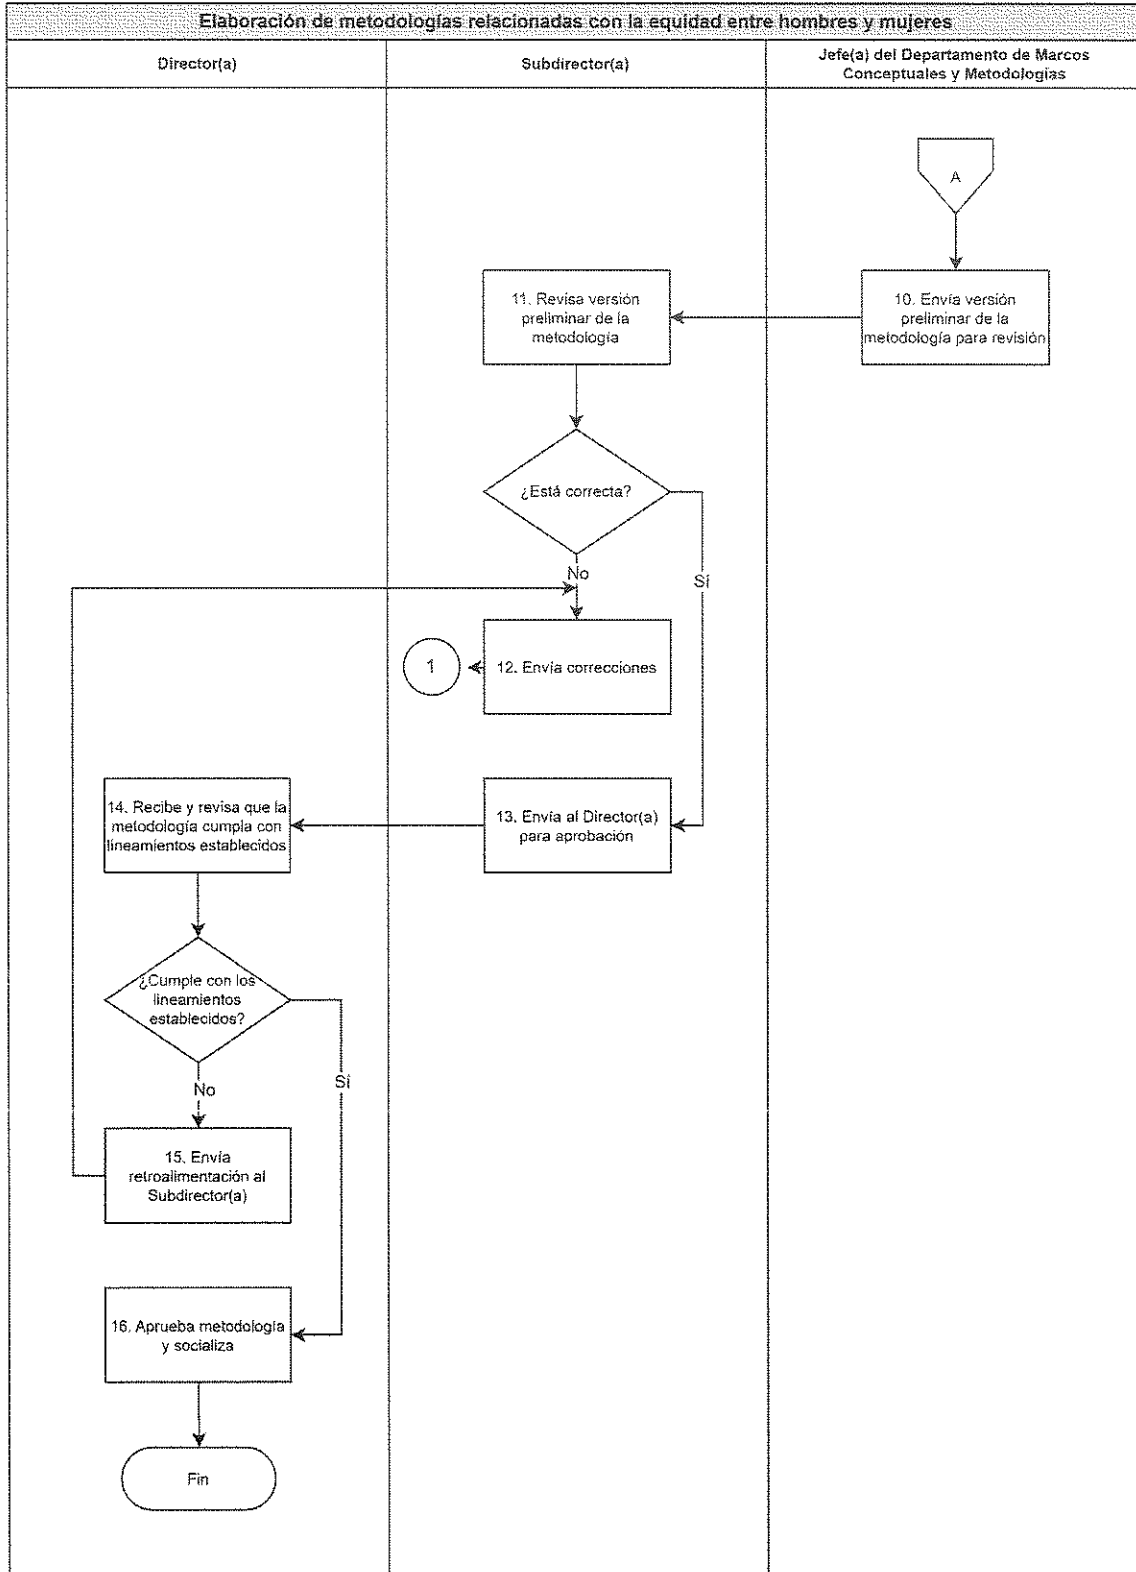 Elaboración de metodologías relacionadas con la equidad entre hombres y mujeres
Director(a)
Subdirector(a)
Jefe(a) del Departamento de Marcos
Conceptuales y Metodologías
A
10. Envía versión
preliminar de la
metodología para revisión
11. Revisa versión
preliminar de la
metodología
¿Está correcta?
No
Sí
12. Envía correcciones
1
13. Envía al Director(a)
para aprobación
14. Recibe y revisa que la
metodología cumpla con
lineamientos establecidos
¿Cumple con los
lineamientos
establecidos?
No
Sí
15. Envía
retroalimentación al
Subdirector(a)
16. Aprueba metodología
y socializa
Fin